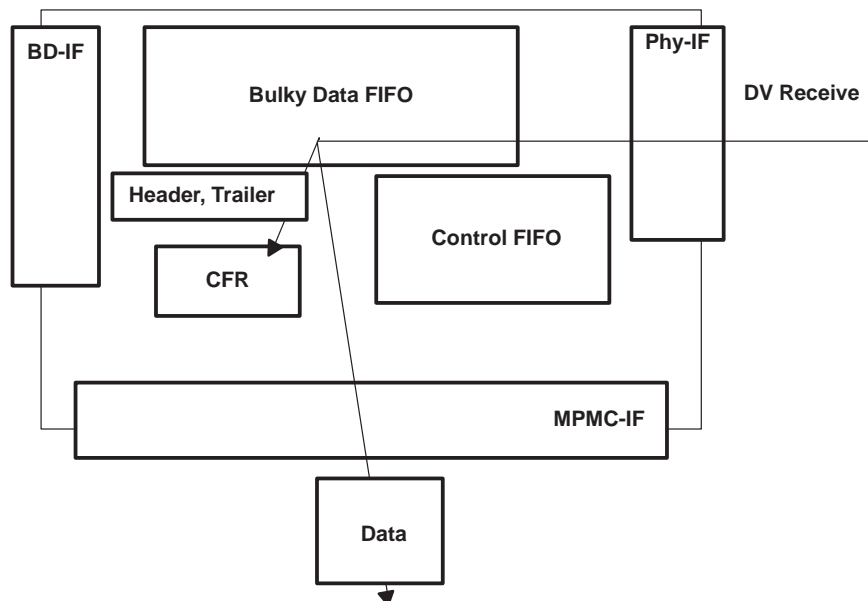 BD-IF
Bulky Data FIFO
Phy-IF
DV Receive
Header, Trailer
Control FIFO
CFR
MPMC-IF
Data